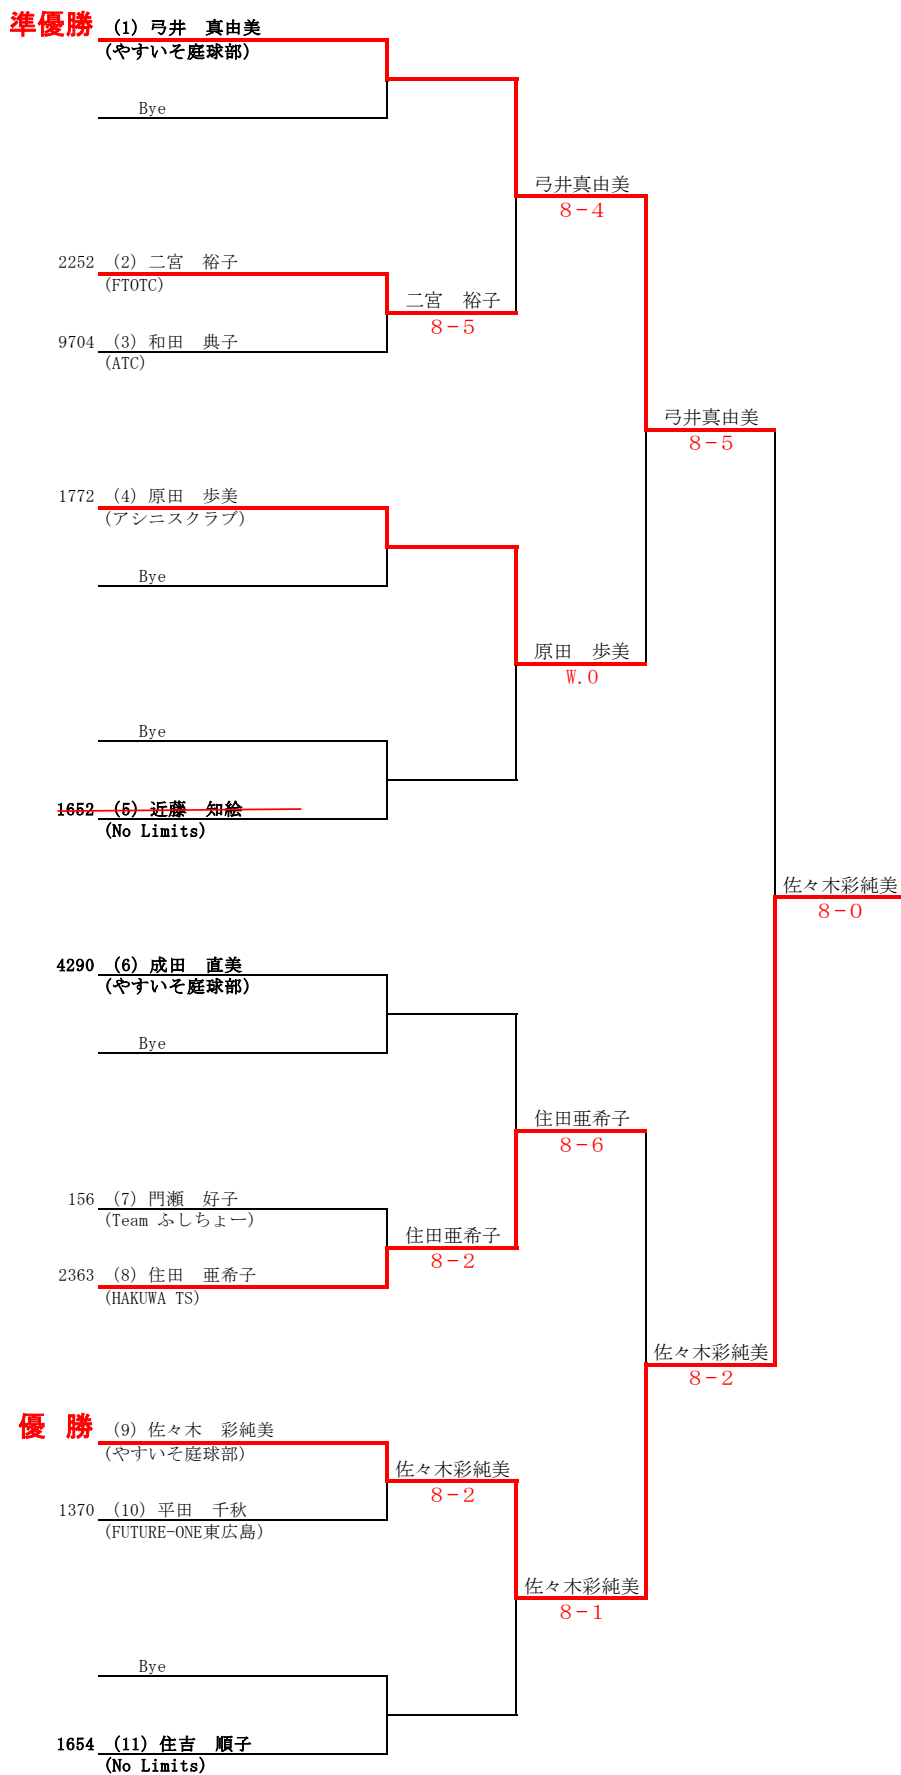 準優勝 (1) 弓井　真由美
(やすいそ庭球部)
Bye
弓井真由美
8-4
2252 (2) 二宮　裕子
(FTOTC)
二宮　裕子
8-5
9704 (3) 和田　典子
(ATC)
弓井真由美
8-5
1772 (4) 原田　歩美
(アシニスクラブ)
Bye
原田　歩美
W.O
Bye
1652 (5) 近藤　知絵
(No Limits)
佐々木彩純美
8-0
4290 (6) 成田　直美
(やすいそ庭球部)
Bye
住田亜希子
8-6
156 (7) 門瀬　好子
(Team ふしちょー)
住田亜希子
8-2
2363 (8) 住田　亜希子
(HAKUWA TS)
佐々木彩純美
8-2
優　勝 (9) 佐々木　彩純美
(やすいそ庭球部)
佐々木彩純美
8-2
1370 (10) 平田　千秋
(FUTURE-ONE東広島)
佐々木彩純美
8-1
Bye
1654 (11) 住吉　順子
(No Limits)